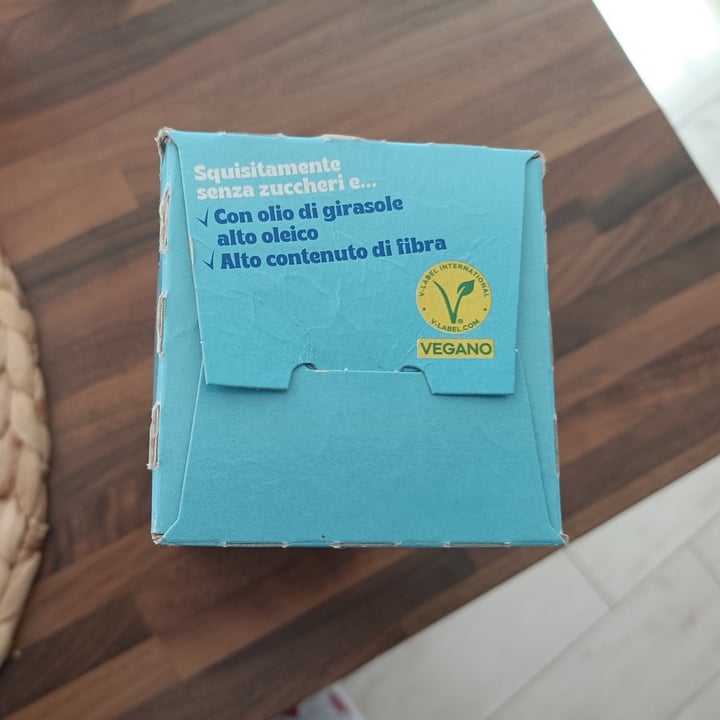 Squisitamente
senza zuccheri e...
✓ Con olio di girasole
alto oleico
✓ Alto contenuto di fibra
V-LABEL INTERNATIONAL
• V-LABEL.COM •
®
VEGANO